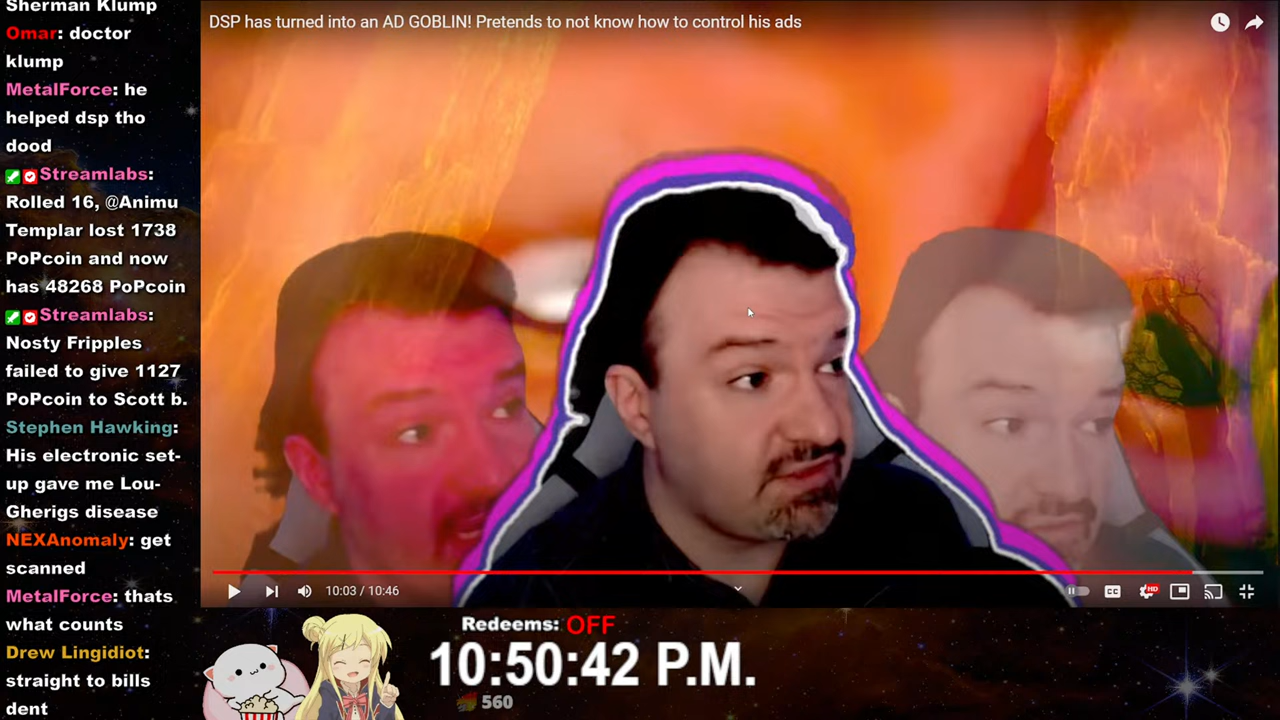 Sherman Klump
Omar: doctor
klump
MetalForce: he
helped dsp tho
dood
Streamlabs:
Rolled 16, @Animu
Templar lost 1738
PoPcoin and now
has 48268 PoPcoin
Streamlabs:
Nosty Fripples
failed to give 1127
PoPcoin to Scott b.
Stephen Hawking:
His electronic set-
up gave me Lou-
Gherigs disease
NEXAnomaly: get
scanned
MetalForce: thats
what counts
Drew Lingidiot:
straight to bills
dent
DSP has turned into an AD GOBLIN! Pretends to not know how to control his ads
10:03 / 10:46
CC
HD
Redeems: OFF
10:50:42 P.M.
560